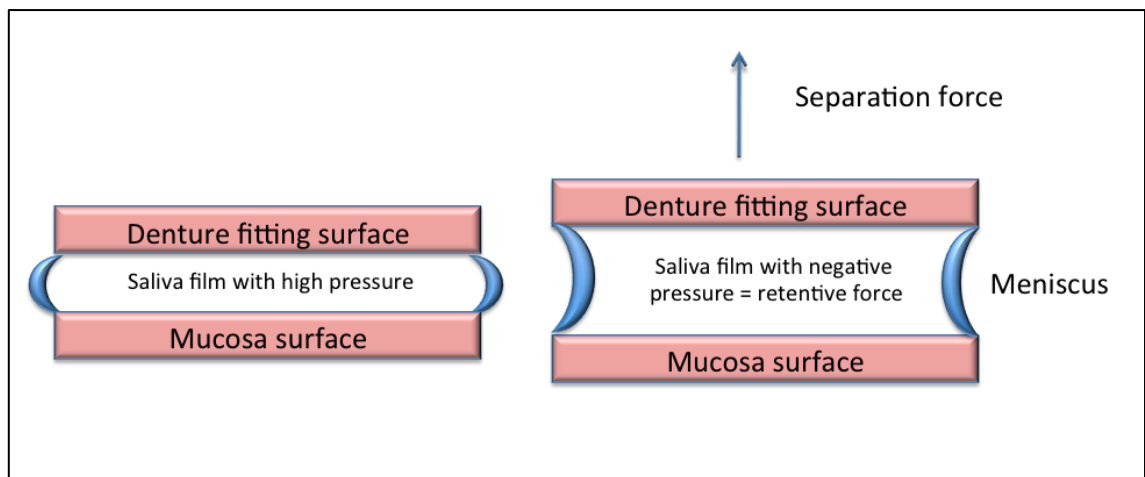 Denture fitting surface
Saliva film with high pressure
Mucosa surface
Separation force
Denture fitting surface
Saliva film with negative
pressure = retentive force
Meniscus
Mucosa surface